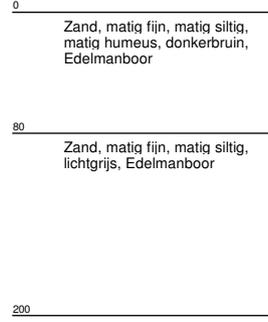 0
Zand, matig fijn, matig siltig,
matig humeus, donkerbruin,
Edelmanboor
80
Zand, matig fijn, matig siltig,
lichtgrijs, Edelmanboor
200